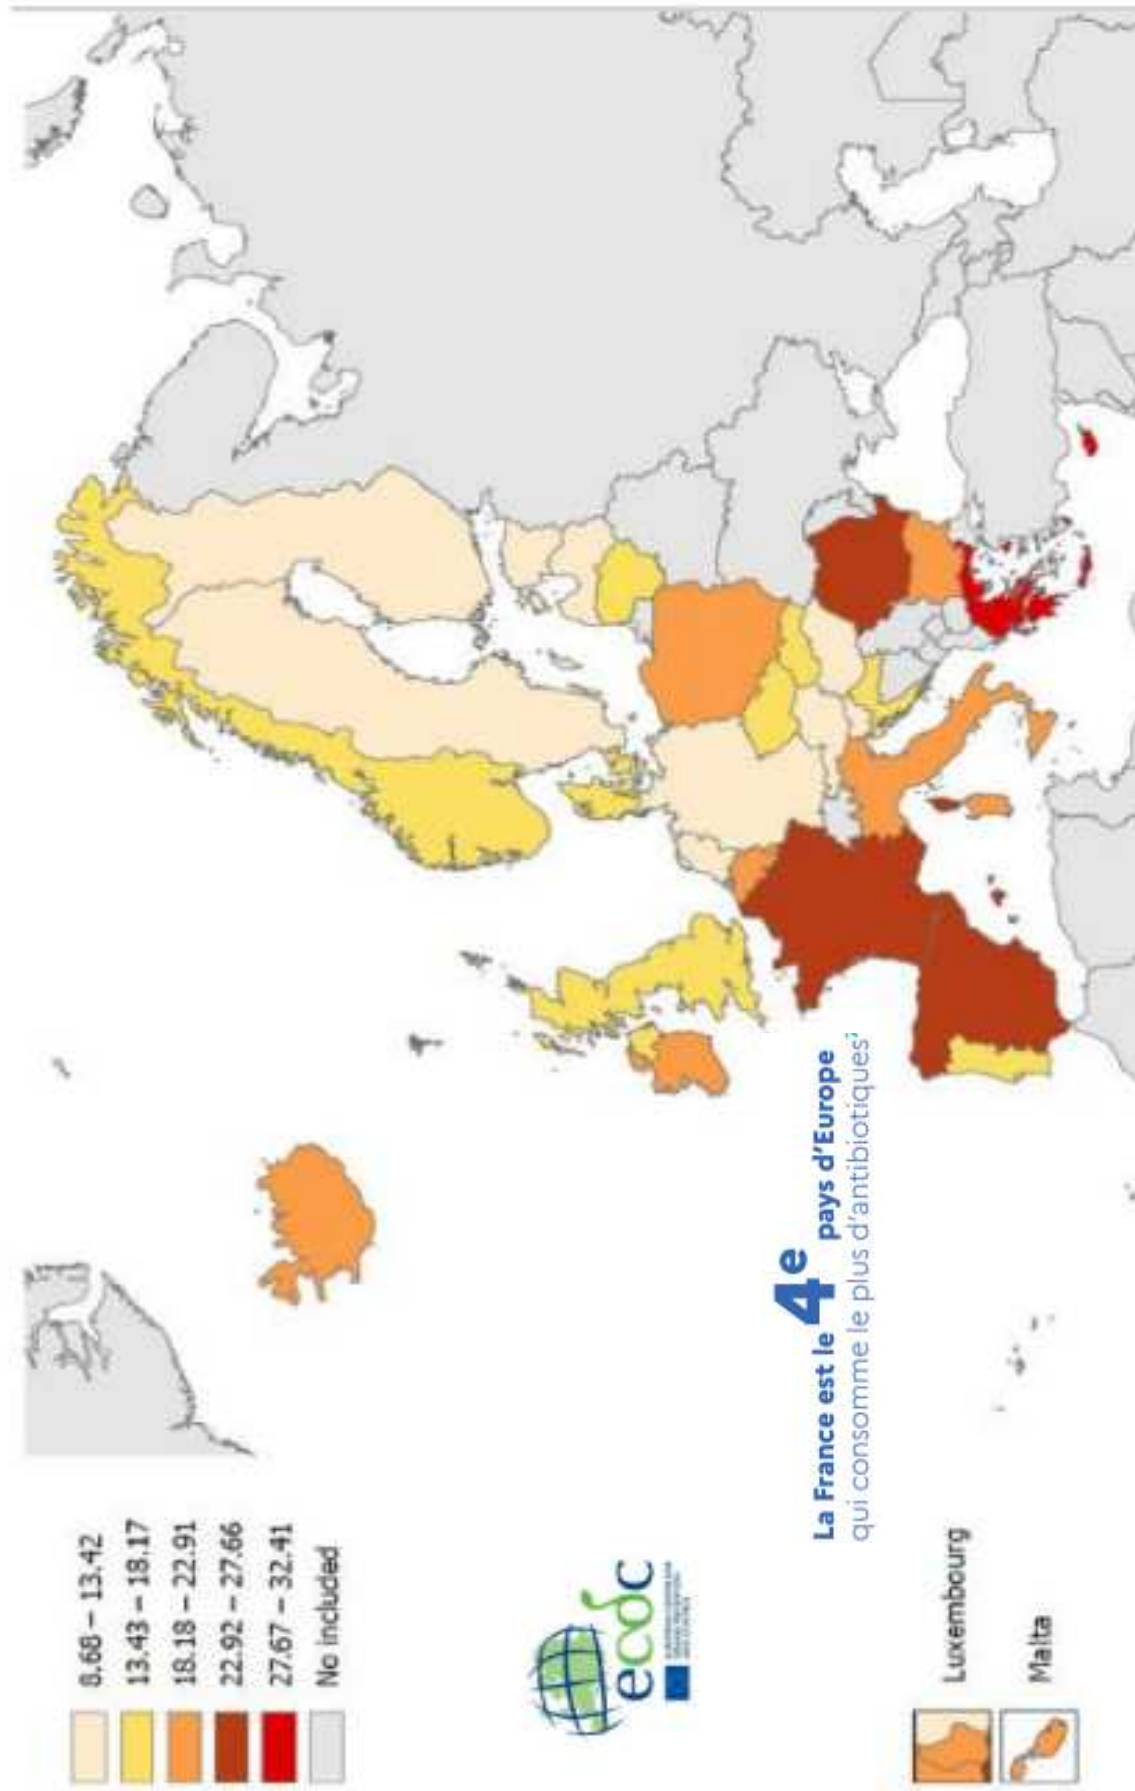 8.68 – 13.42
13.43 – 18.17
18.18 – 22.91
22.92 – 27.66
27.67 – 32.41
No included
ecdc
La France est le 4e pays d'Europe
qui consomme le plus d'antibiotiques
Luxembourg
Malta